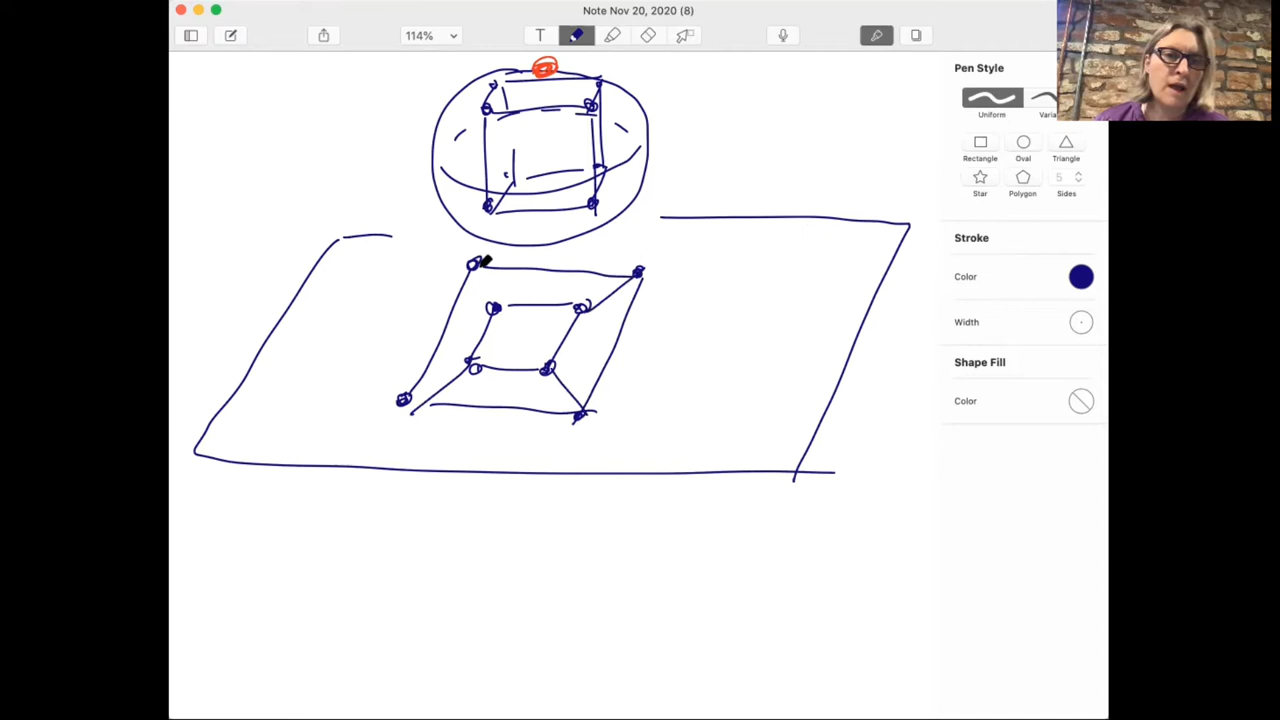 Note Nov 20, 2020 (8)
114%
T
Pen Style
Uniform
Varia
Rectangle
Oval
Triangle
Star
Polygon
5
Sides
Stroke
Color
Width
Shape Fill
Color